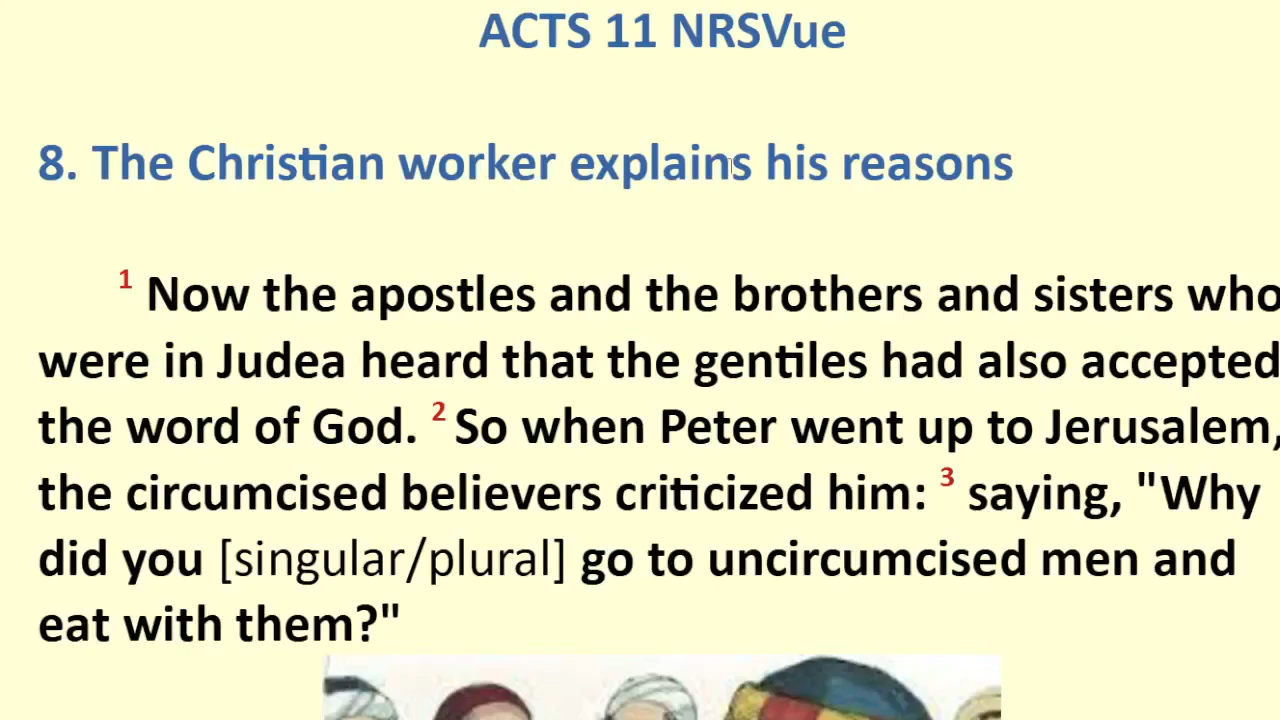 ACTS 11 NRSVue
8. The Christian worker explains his reasons
1 Now the apostles and the brothers and sisters who
were in Judea heard that the gentiles had also accepted
the word of God. 2 So when Peter went up to Jerusalem,
the circumcised believers criticized him: 3 saying, "Why
did you [singular/plural] go to uncircumcised men and
eat with them?"